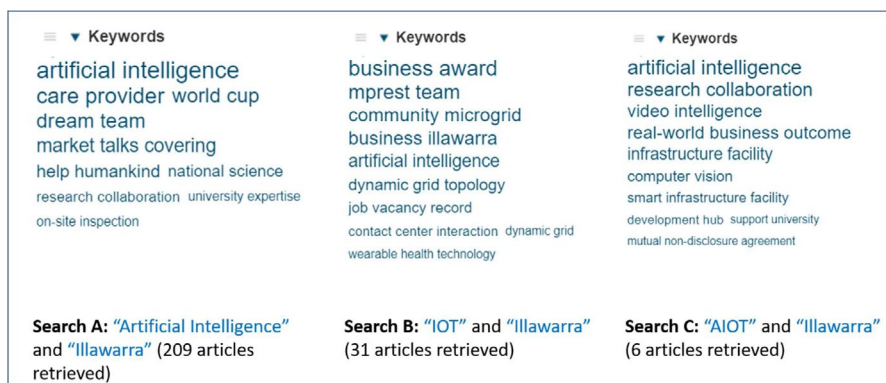 Keywords
artificial intelligence
care provider world cup
dream team
market talks covering
help humankind national science
research collaboration university expertise
on-site inspection
Search A: “Artificial Intelligence”
and “Illawarra” (209 articles
retrieved)
Keywords
business award
mprest team
community microgrid
business illawarra
artificial intelligence
dynamic grid topology
job vacancy record
contact center interaction dynamic grid
wearable health technology
Search B: “IOT” and “Illawarra”
(31 articles retrieved)
Keywords
artificial intelligence
research collaboration
video intelligence
real-world business outcome
infrastructure facility
computer vision
smart infrastructure facility
development hub support university
mutual non-disclosure agreement
Search C: “AIOT” and “Illawarra”
(6 articles retrieved)